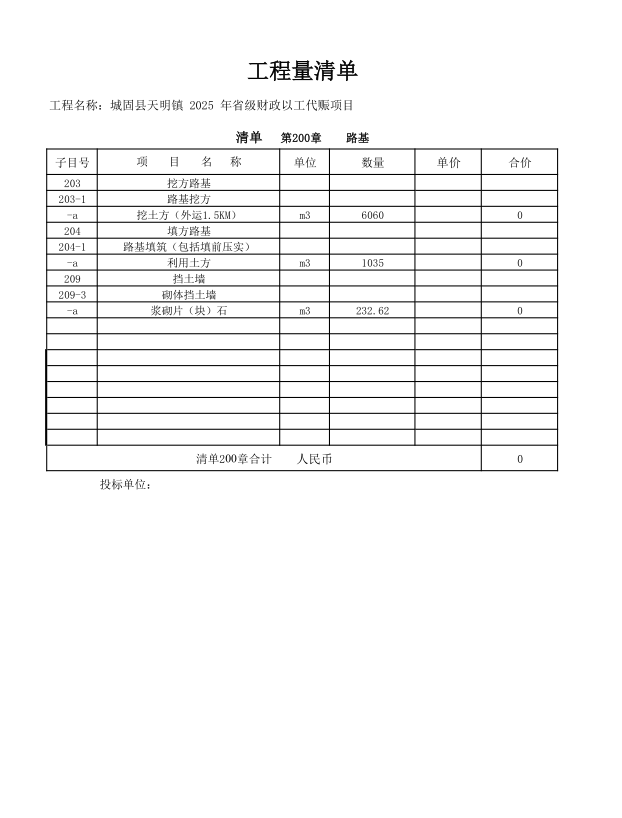 工程量清单
工程名称：城固县天明镇 2025 年省级财政以工代赈项目
清单 第200章 路基
子目号 项 目 名 称 单位 数量 单价 合价
203 挖方路基
203-1 路基挖方
-a 挖土方（外运1.5KM） m3 6060 0
204 填方路基
204-1 路基填筑（包括填前压实）
-a 利用土方 m3 1035 0
209 挡土墙
209-3 砌体挡土墙
-a 浆砌片（块）石 m3 232.62 0
清单200章合计 人民币 0
投标单位：